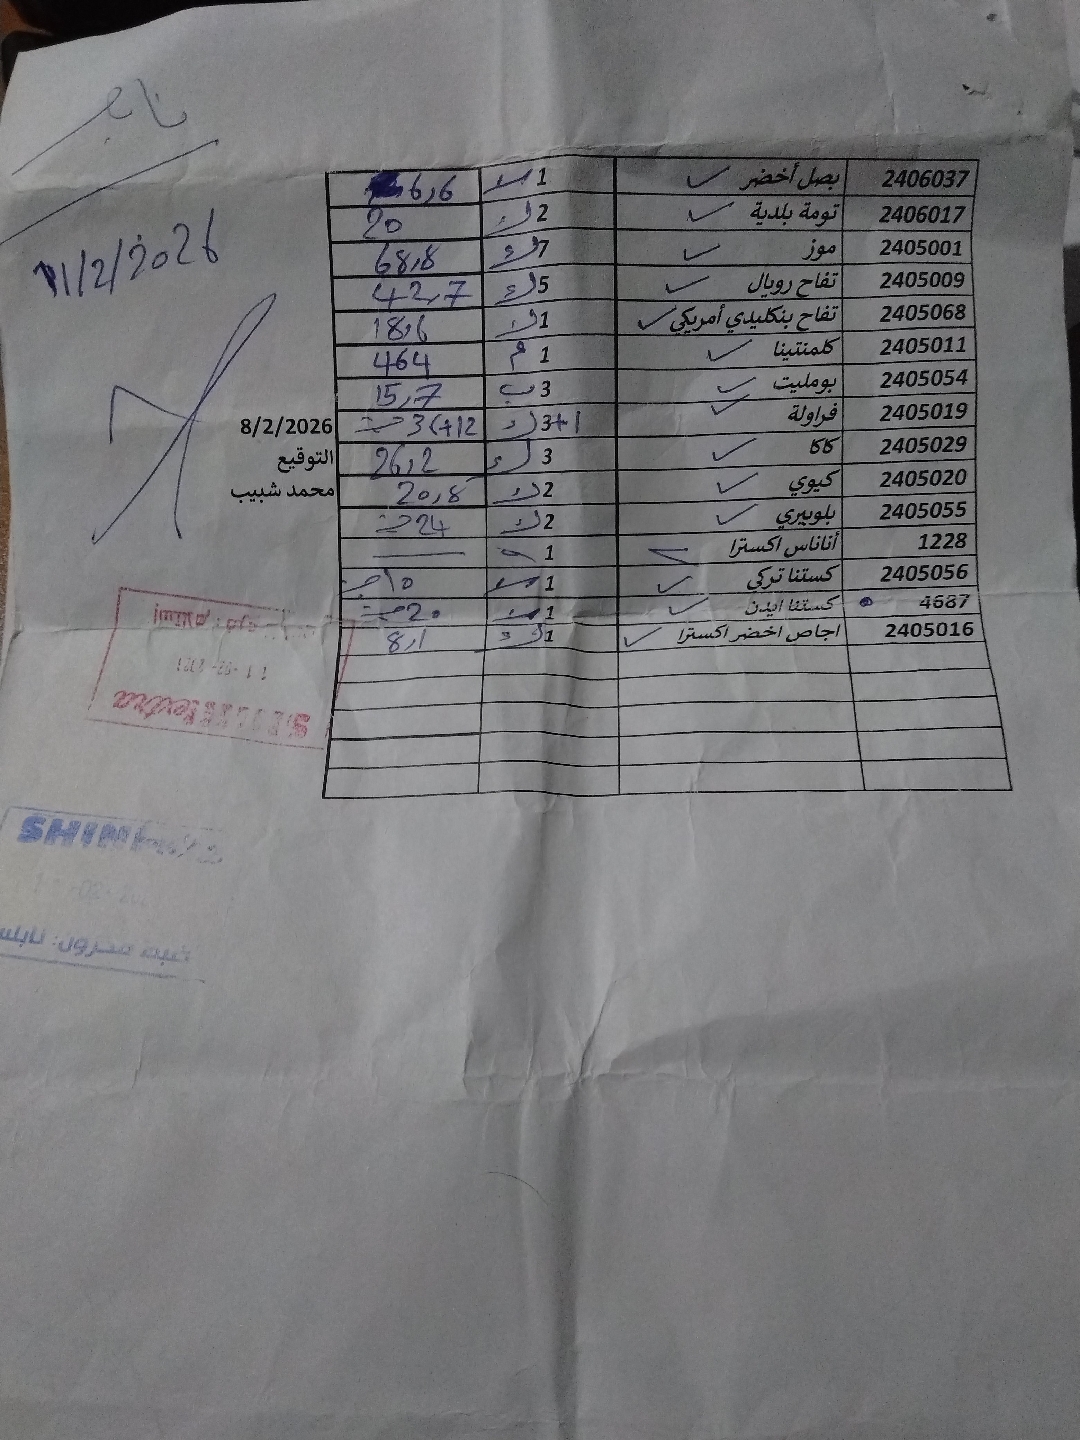 11/2/2026
2406037 بصل أخضر 1 6,6
2406017 تومة بلدية 2 ك 20
2405001 موز 7 ك 68,8
2405009 تفاح رويال 5 ك 42,7
2405068 تفاح بنكليدي أمريكي 1 ك 18,6
2405011 كلمنتينا 1 م 464
2405054 بومليت 3 ب 15,7
2405019 فراولة 3+1 ك
8/2/2026
2405029 كاكا 3 ك 26,2
التوقيع
2405020 كيوي 2 ك 20,8
محمد شبيب
2405055 بلوبيري 2 ك 24
1228 أناناس اكسترا 1
2405056 كستنا تركي 1
4687 كستنا ايدن 1
2405016 اجاص اخضر اكسترا 1 ك 8,1